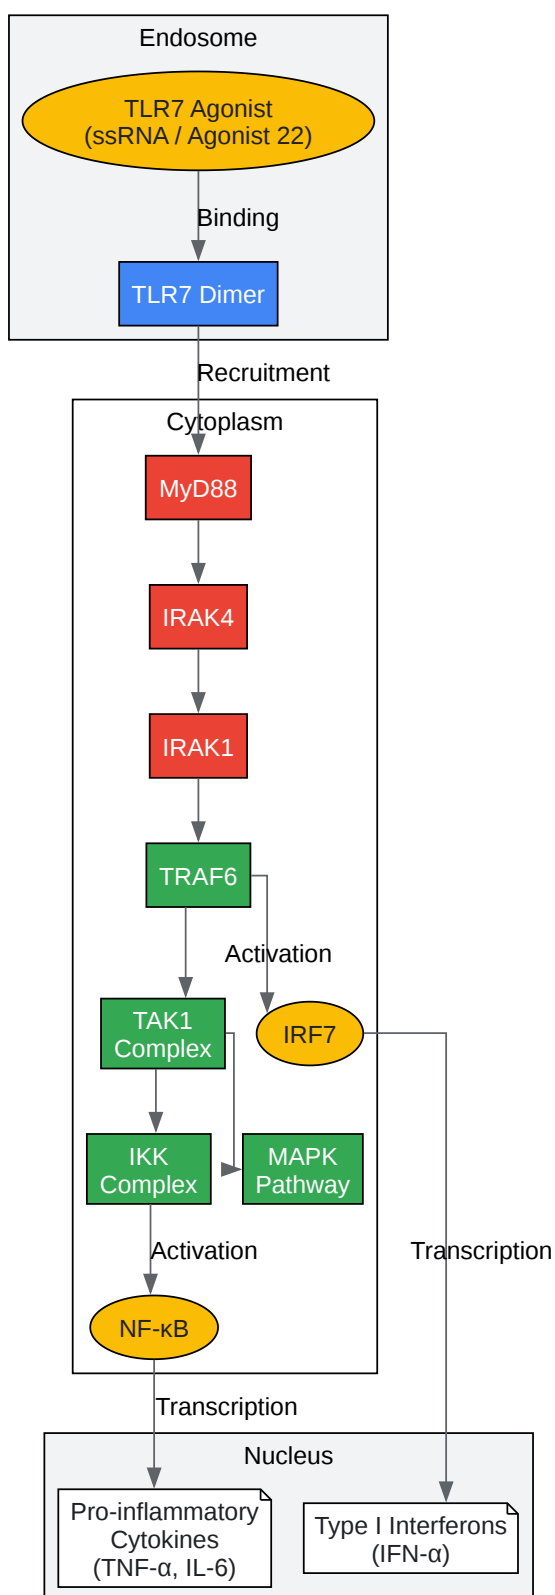 Endosome
TLR7 Agonist
(ssRNA / Agonist 22)
Binding
TLR7 Dimer
Recruitment
Cytoplasm
MyD88
IRAK4
IRAK1
TRAF6
Activation
TAK1
Complex
IRF7
IKK
Complex
MAPK
Pathway
Activation
Transcription
NF-κB
Transcription
Nucleus
Pro-inflammatory
Cytokines
(TNF-α, IL-6)
Type I Interferons
(IFN-α)